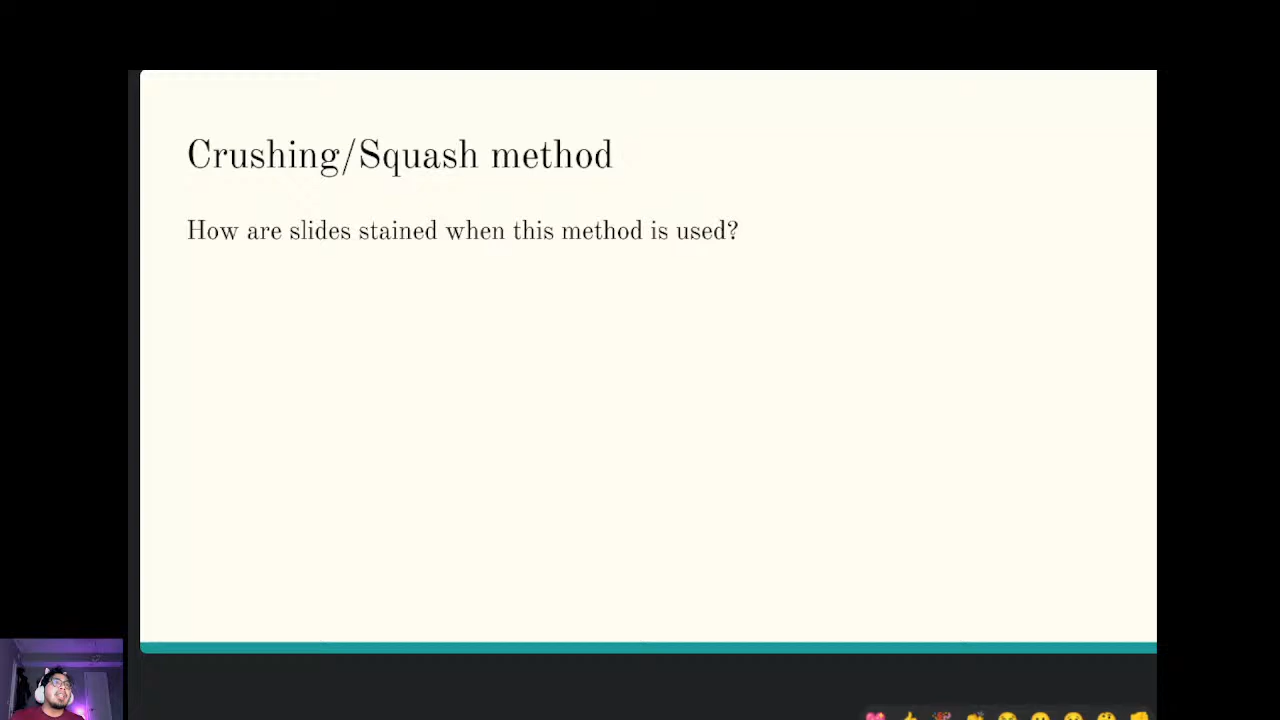 Crushing/Squash method
How are slides stained when this method is used?